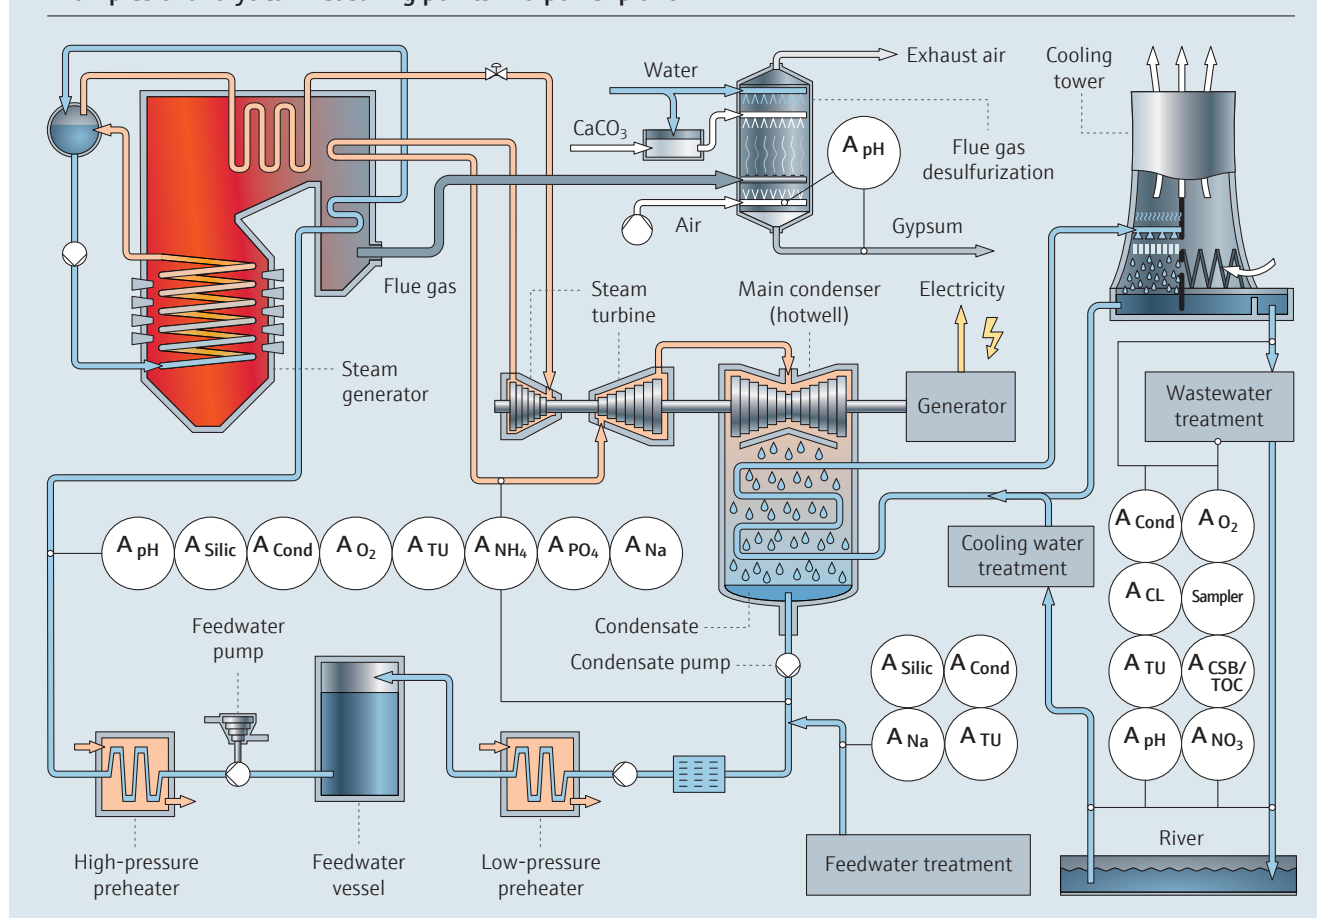 Exhaust air
Cooling
tower
Water
CaCO₃
A pH
Flue gas
desulfurization
Air
Gypsum
Flue gas
Steam
turbine
Main condenser
(hotwell)
Electricity
Steam
generator
Generator
Wastewater
treatment
A pH
A Silic
A Cond
A O₂
A TU
A NH₄
A PO₄
A Na
Cooling water
treatment
A Cond
A O₂
A CL
Sampler
A TU
A CSB/
TOC
A pH
A NO₃
Feedwater
pump
Condensate
Condensate pump
A Silic
A Cond
A Na
A TU
River
High-pressure
preheater
Feedwater
vessel
Low-pressure
preheater
Feedwater treatment